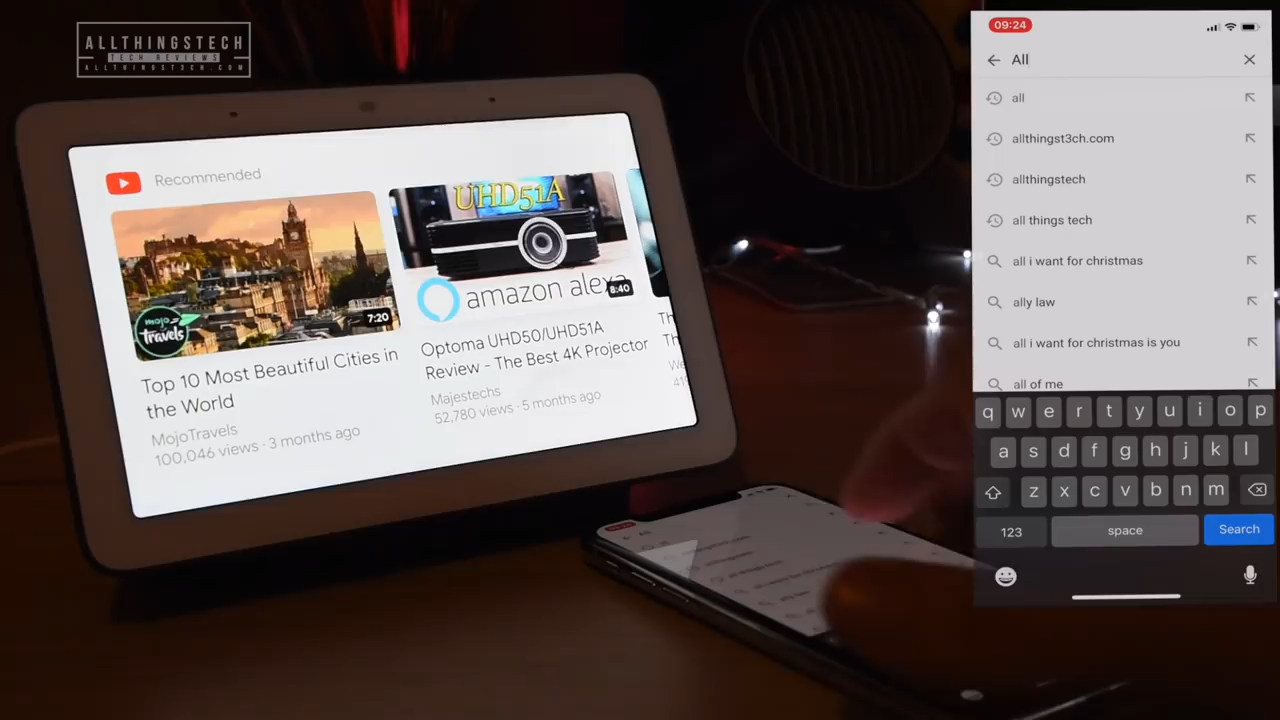 ALLTHINGSTECH
TECH REVIEWS
ALLTHINGST3CH.COM
Recommended
mojo
travels
7:20
Top 10 Most Beautiful Cities in
the World
MojoTravels
100,046 views · 3 months ago
UHD51A
amazon alexa
8:40
Optoma UHD50/UHD51A
Review - The Best 4K Projector
Majestechs
52,780 views · 5 months ago
09:24
All
all
allthingst3ch.com
allthingstech
all things tech
all i want for christmas
ally law
all i want for christmas is you
all of me
q w e r t y u i o p
a s d f g h j k l
z x c v b n m
123
space
Search